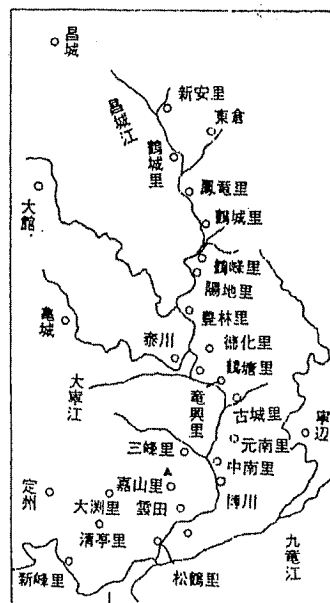 昌城
新安里
東倉
昌城江
鶴城里
鳳竜里
大館
鶴城里
鶴峰里
陽地里
豊林里
亀城
徳化里
泰川
鶴塘里
大寧江
竜興里
古城里
寧辺
元南里
三峰里
中南里
嘉山里
博川
定州
大渕里
雲田
清亭里
九竜江
新峰里
松鶴里